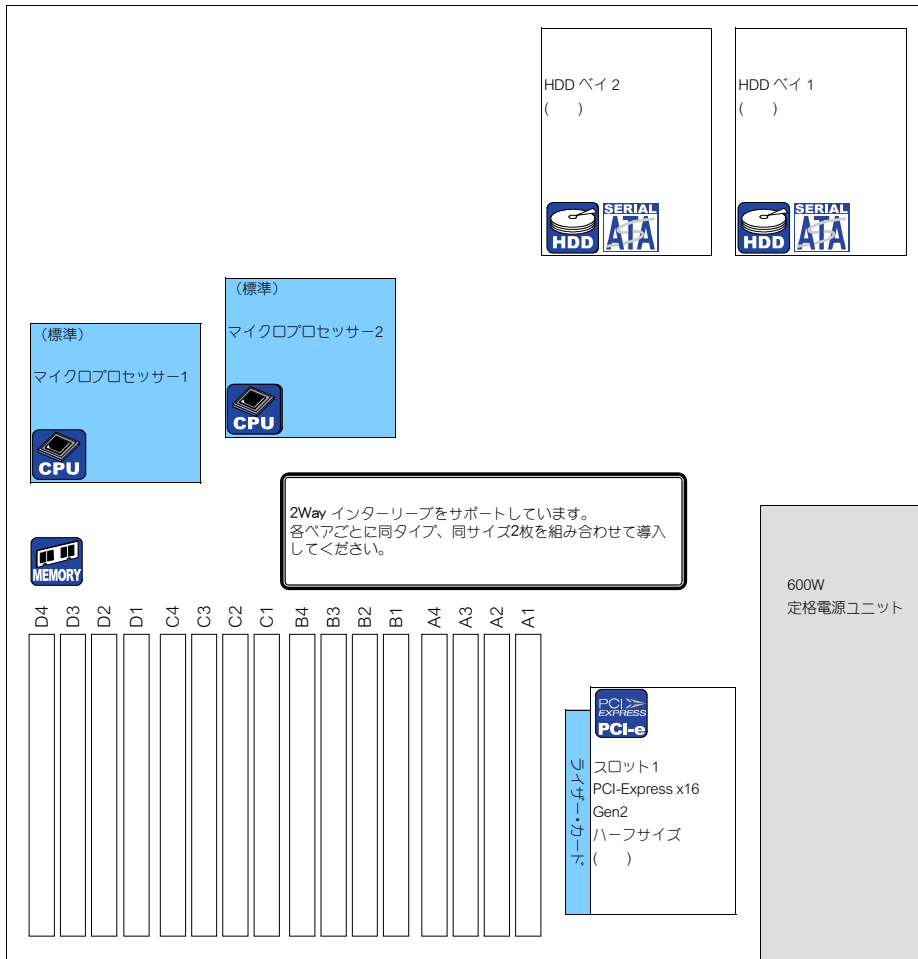 HDD ベイ 2
(　)
SERIAL
ATA
HDD
HDD ベイ 1
(　)
SERIAL
ATA
HDD
（標準）
マイクロプロセッサー1
CPU
（標準）
マイクロプロセッサー2
CPU
2Way インターリーブをサポートしています。
各ペアごとに同タイプ、同サイズ2枚を組み合わせて導入
してください。
MEMORY
D4
D3
D2
D1
C4
C3
C2
C1
B4
B3
B2
B1
A4
A3
A2
A1
600W
定格電源ユニット
PCI
EXPRESS
PCI-e
ライザー・カード
スロット1
PCI-Express x16
Gen2
ハーフサイズ
(　)